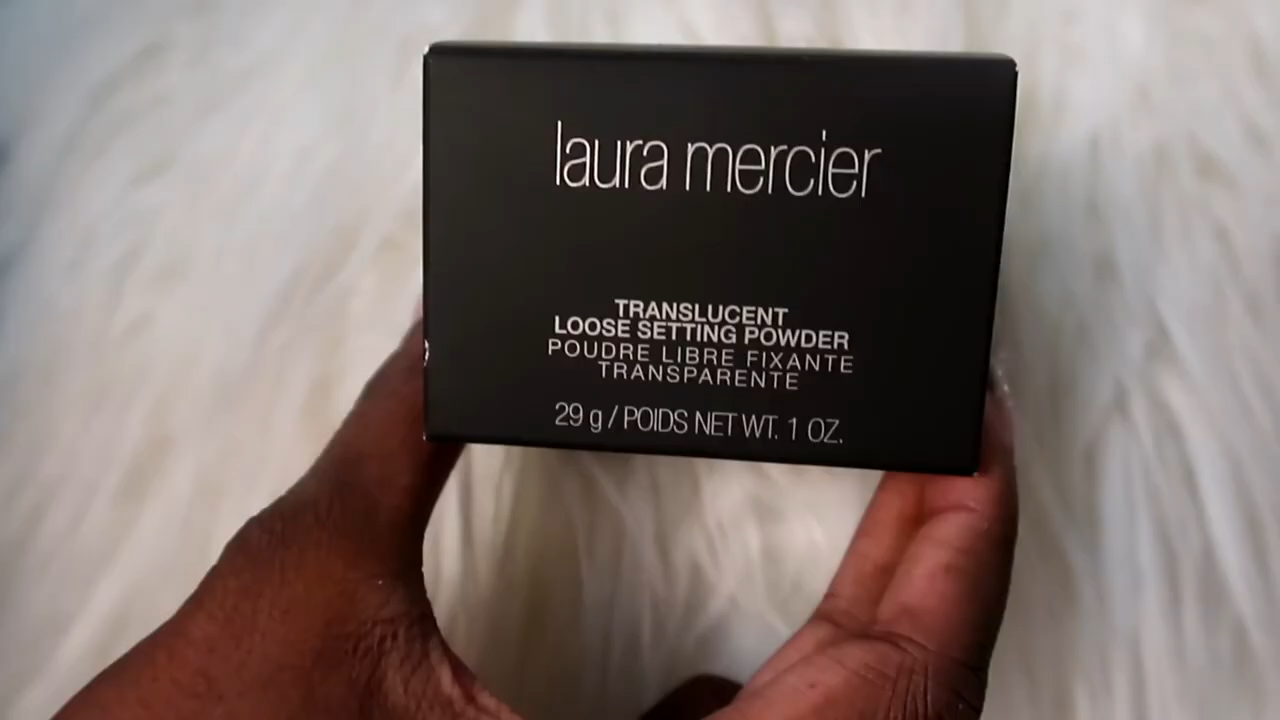 laura mercier
TRANSLUCENT
LOOSE SETTING POWDER
POUDRE LIBRE FIXANTE
TRANSPARENTE
29 g / POIDS NET WT. 1 OZ.